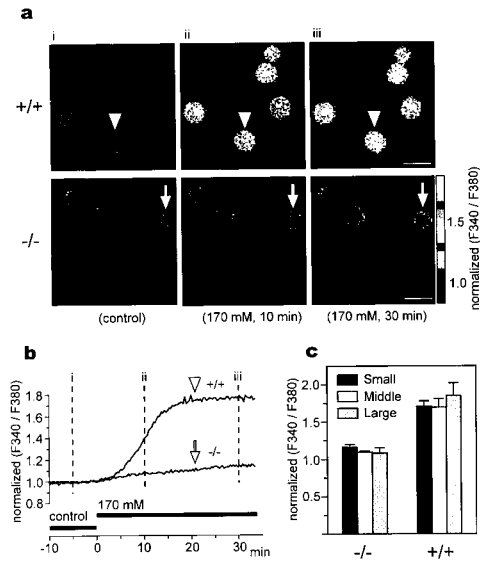 a
i ii iii
+/+
-/-
1.5
1.0
normalized (F340 / F380)
(control) (170 mM, 10 min) (170 mM, 30 min)
b
i ii iii
normalized (F340 / F380)
1.8
1.6
1.4
1.2
1.0
0.8
+/+
-/-
control
170 mM
-10 0 10 20 30 min
c
normalized (F340 / F380)
2.0
1.5
1.0
0.5
Small
Middle
Large
-/- +/+